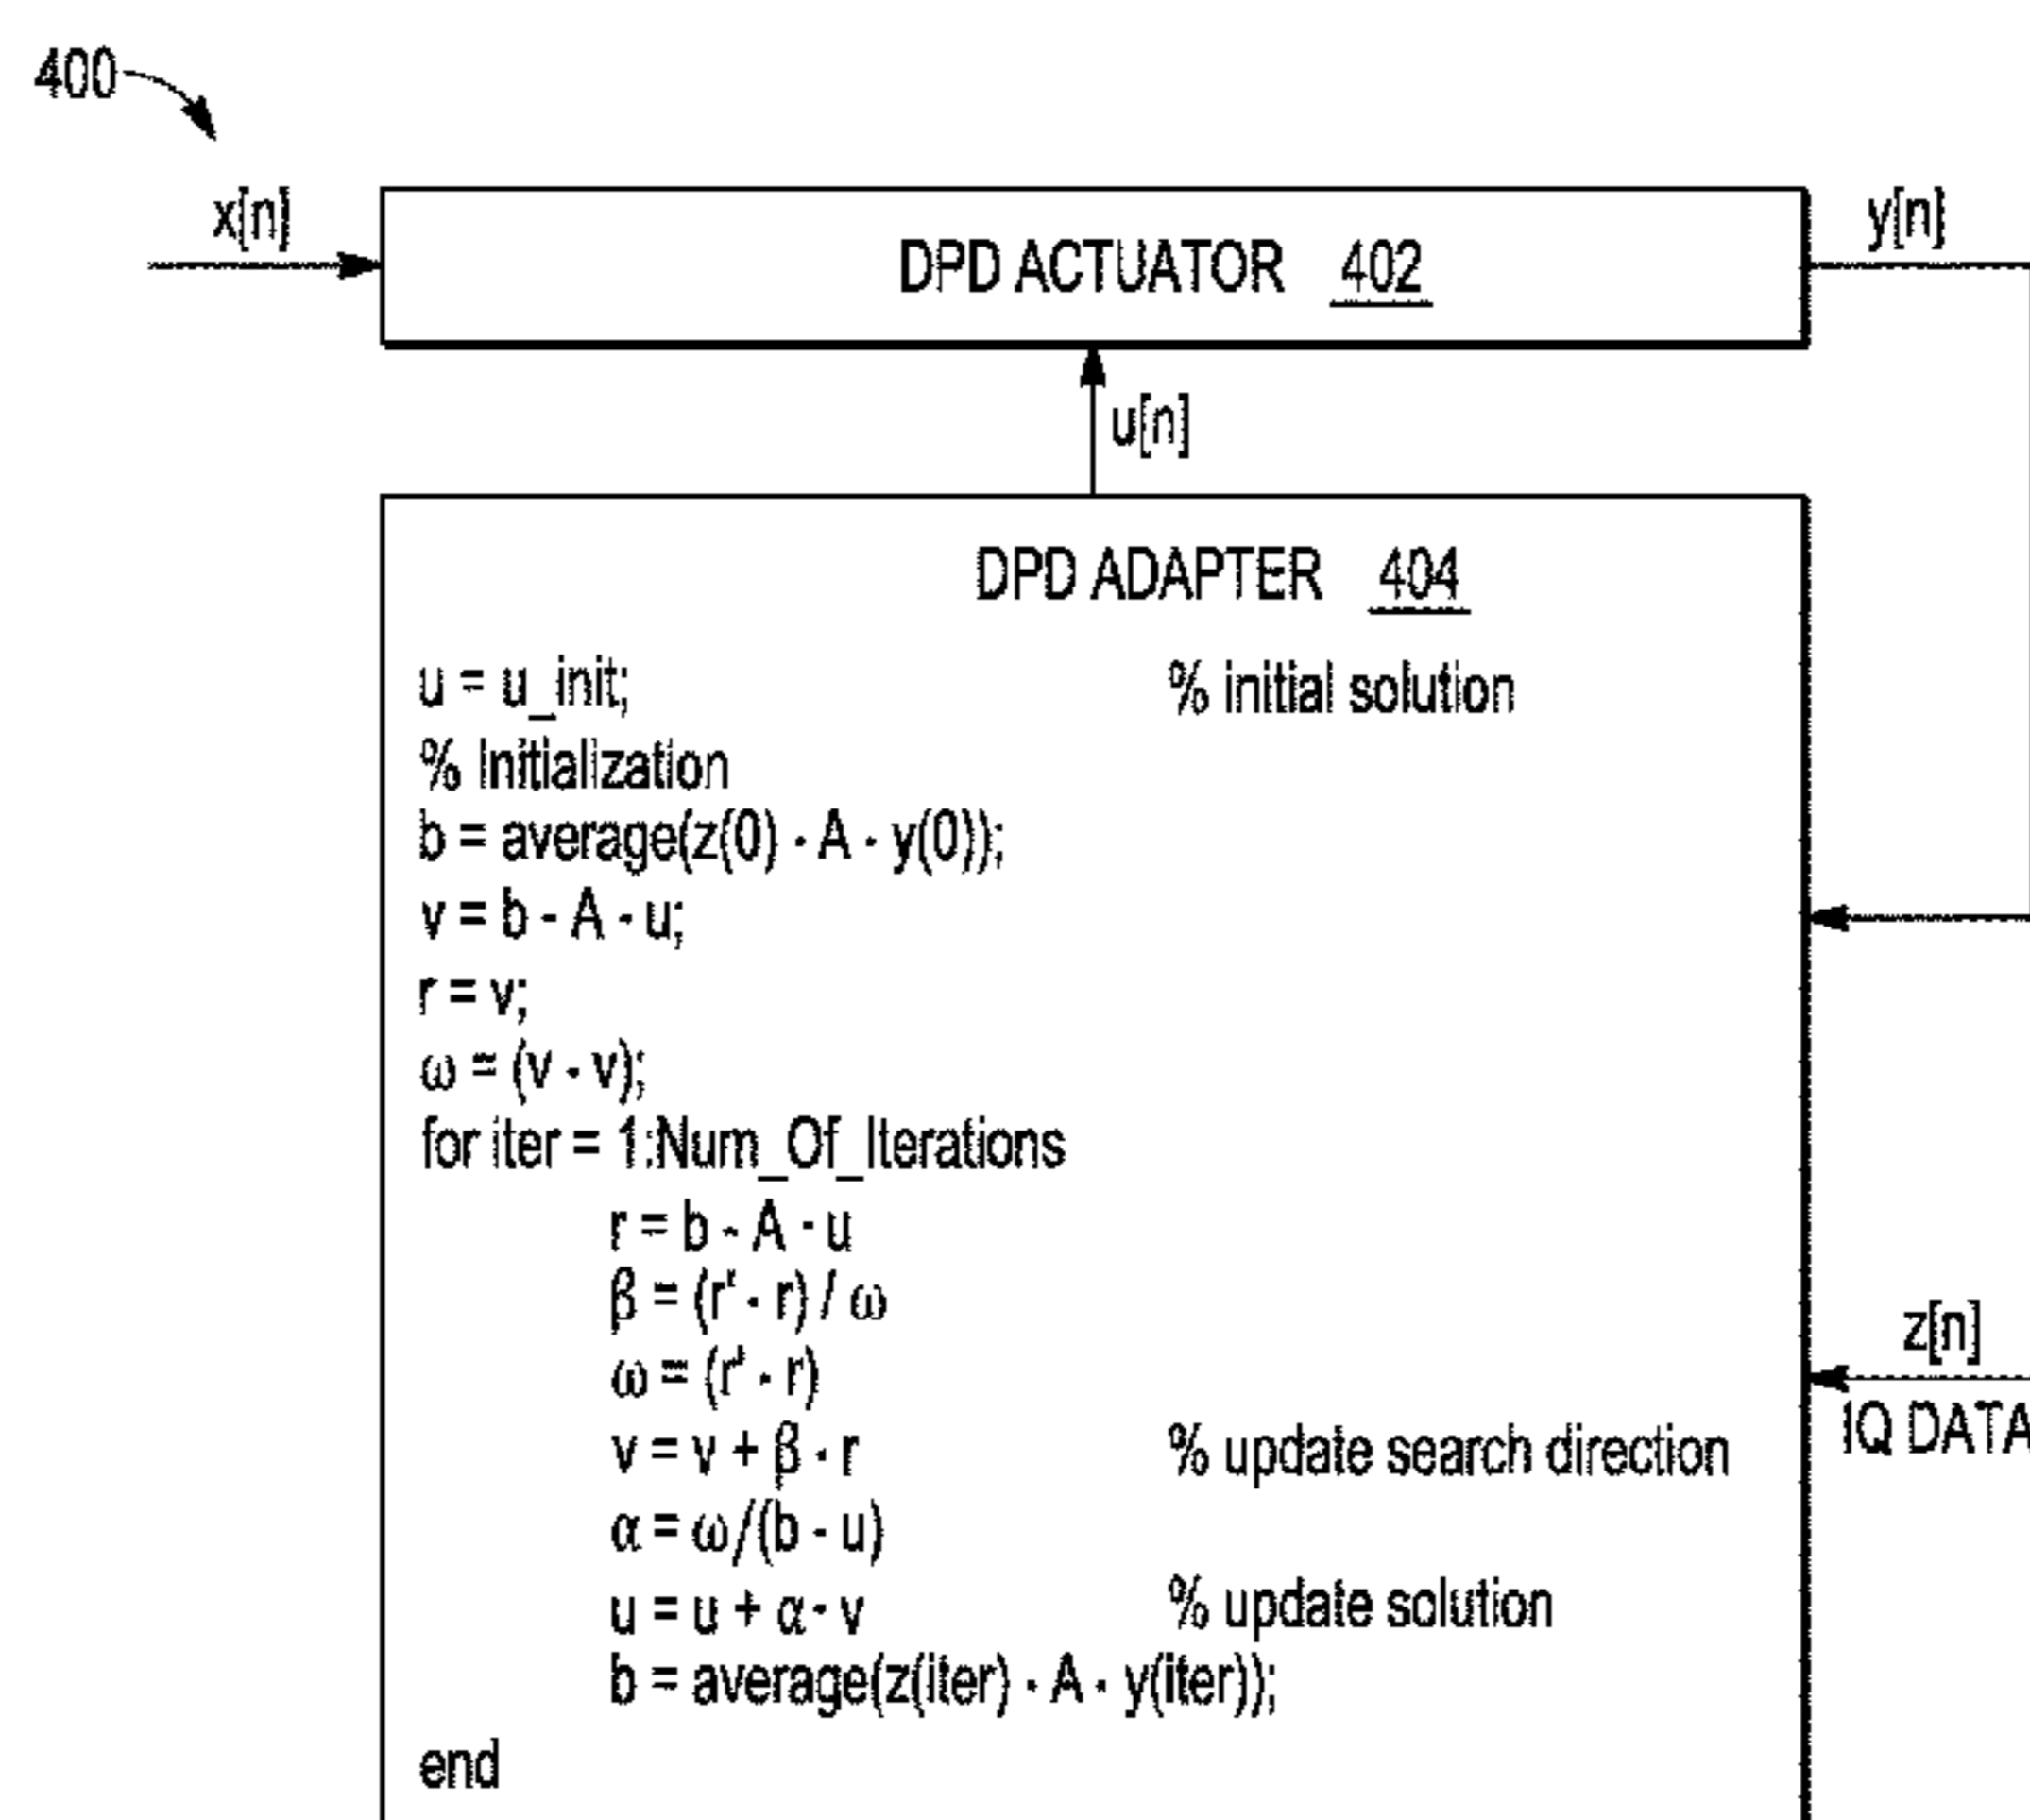 400
x[n]
DPD ACTUATOR 402
y[n]
u[n]
DPD ADAPTER 404
u = u_init; % initial solution
% Initialization
b = average(z(0) · A · y(0));
v = b - A · u;
r = v;
ω = (v · v);
for iter = 1:Num_Of_Iterations
r = b - A · u
β = (r' · r) / ω
ω = (r' · r)
v = v + β · r % update search direction
α = ω/(b · u)
u = u + α · v % update solution
b = average(z(iter) · A · y(iter));
end
z[n]
IQ DATA